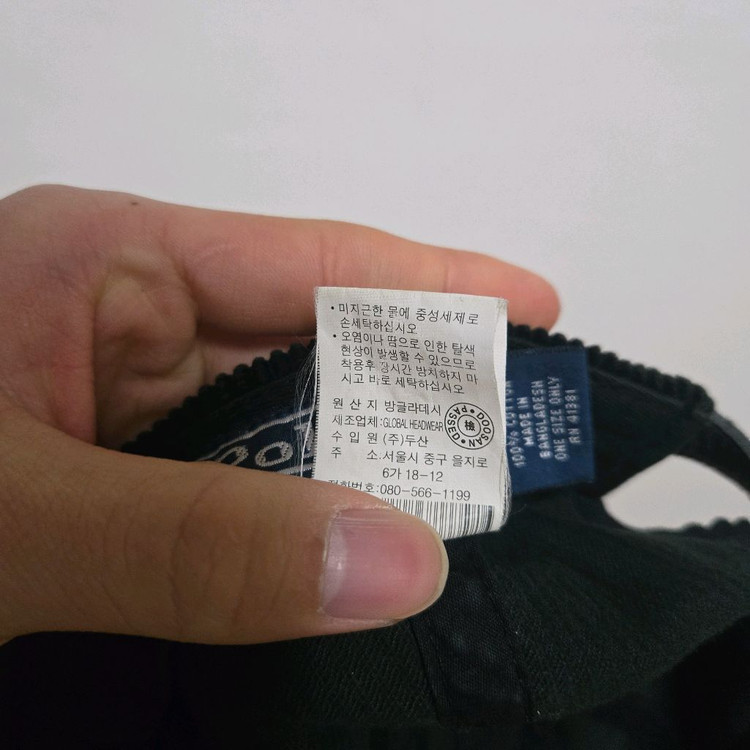 • 미지근한 물에 중성세제로
손세탁하십시오
• 오염이나 땀으로 인한 탈색
현상이 발생할 수 있으므로
착용후 장시간 방치하지 마
시고 바로 세탁하십시오
원 산 지 방글라데시
제조업체:GLOBAL HEADWEAR
수 입 원 (주)두산
주 소:서울시 중구 을지로
6가 18-12
전화번호:080-566-1199
DOOSAN
檢
PASSED
100% COTTON
MADE IN
BANGLADESH
ONE SIZE ONLY
RN 41381